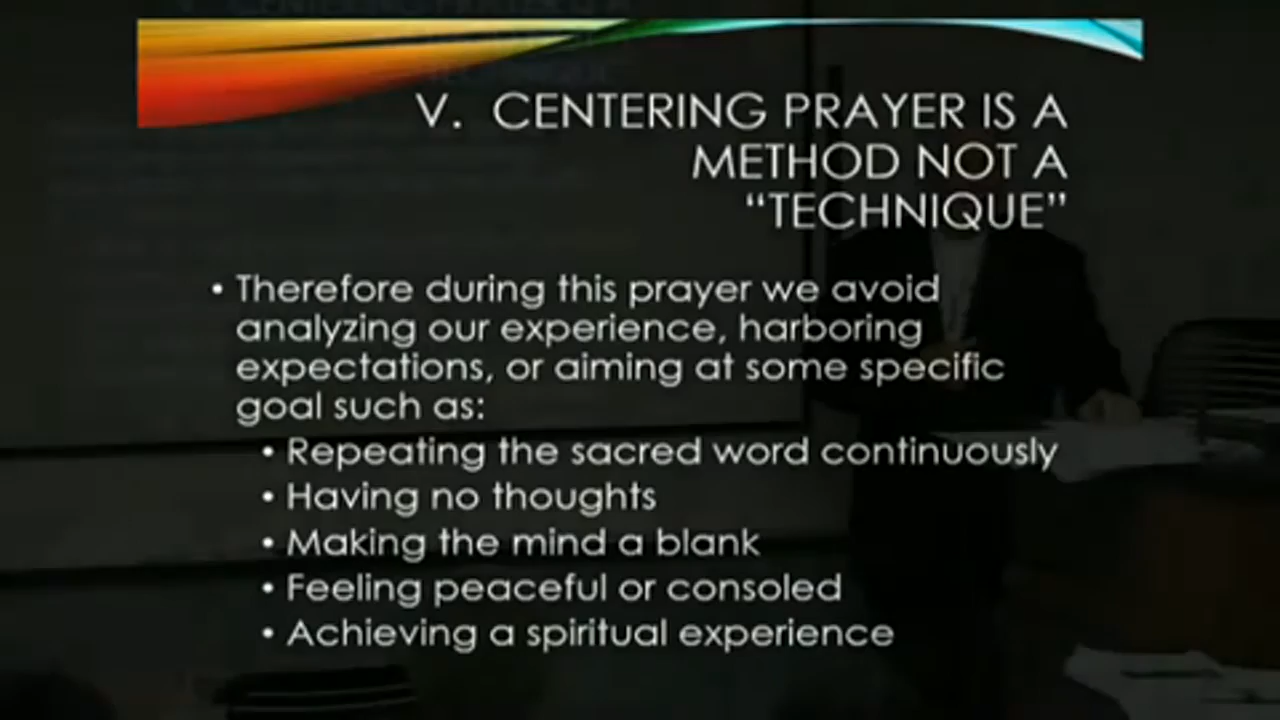 V. CENTERING PRAYER IS A
METHOD NOT A
“TECHNIQUE”
• Therefore during this prayer we avoid
analyzing our experience, harboring
expectations, or aiming at some specific
goal such as:
• Repeating the sacred word continuously
• Having no thoughts
• Making the mind a blank
• Feeling peaceful or consoled
• Achieving a spiritual experience